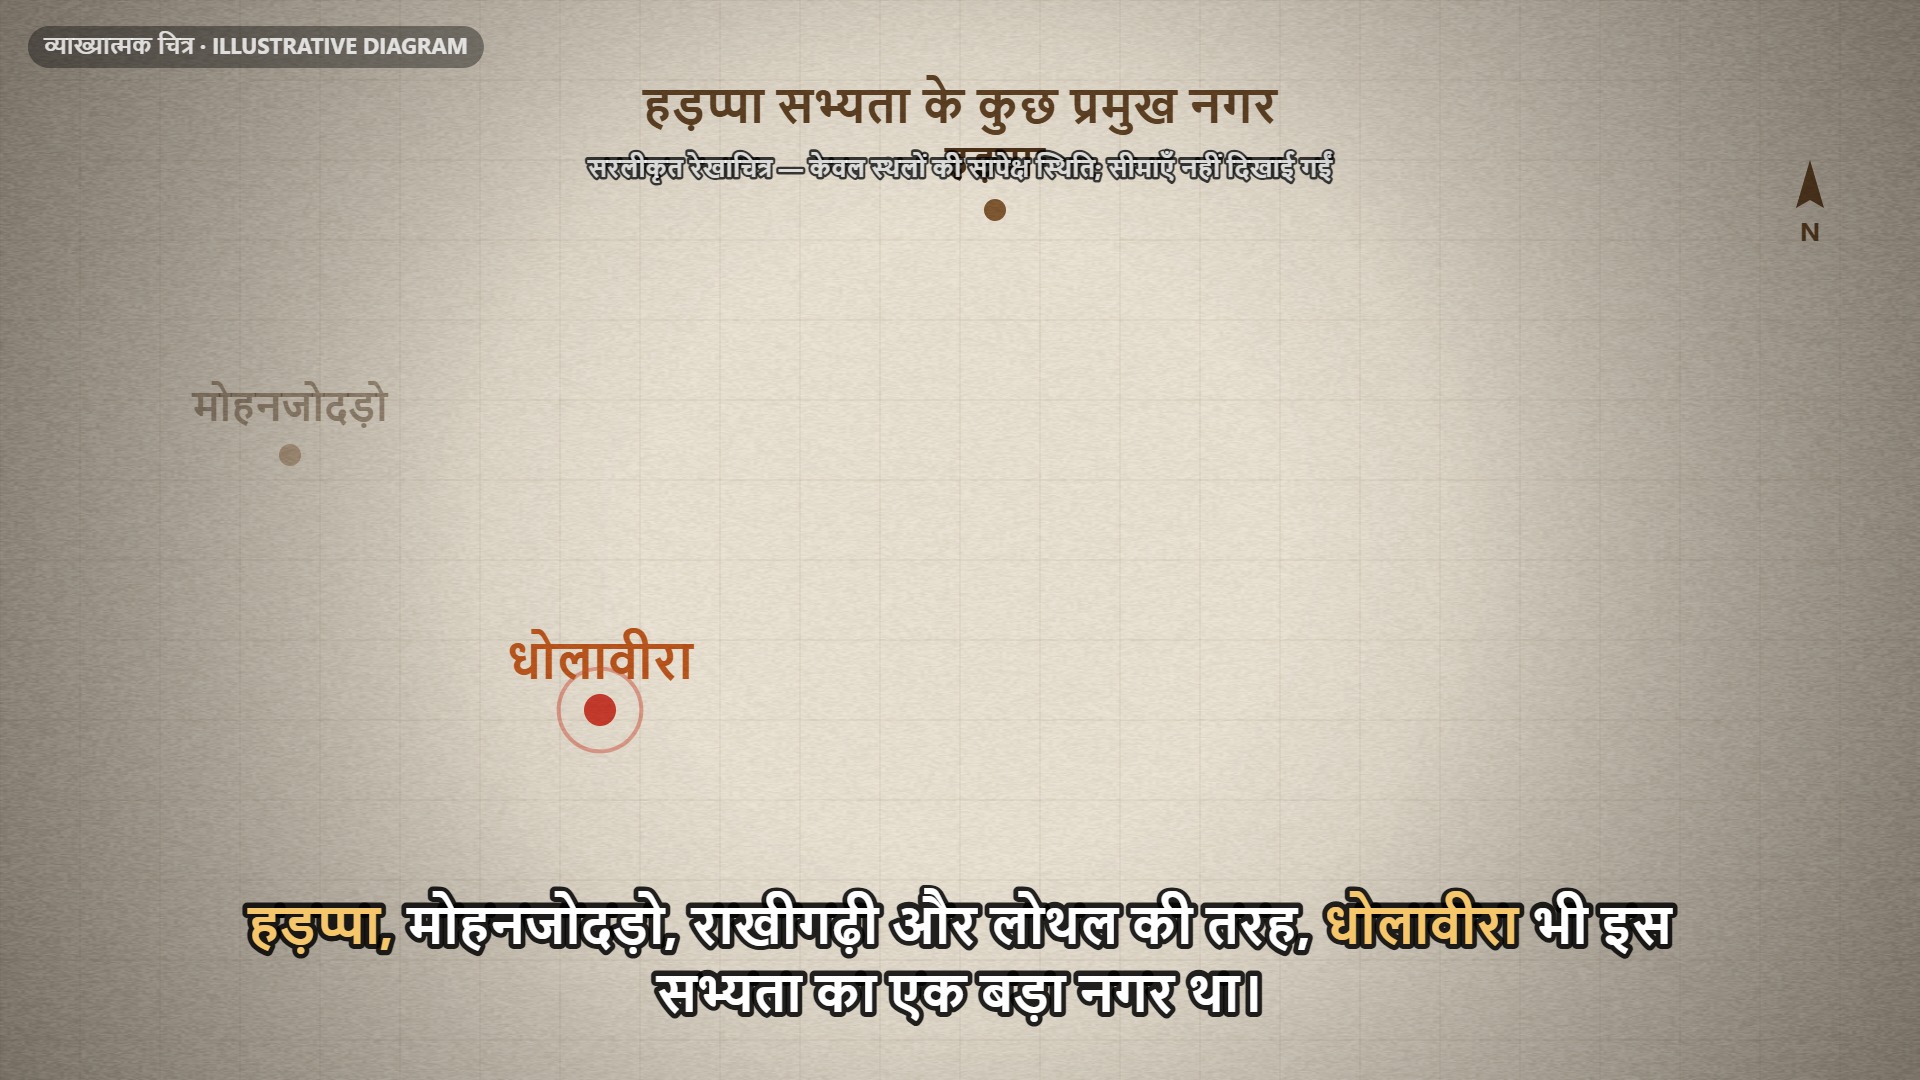 व्याख्यात्मक चित्र · ILLUSTRATIVE DIAGRAM
हड़प्पा सभ्यता के कुछ प्रमुख नगर
सरलीकृत रेखाचित्र — केवल स्थलों की सापेक्ष स्थिति; सीमाएँ नहीं दिखाई गईं
N
मोहनजोदड़ो
धोलावीरा
हड़प्पा, मोहनजोदड़ो, राखीगढ़ी और लोथल की तरह, धोलावीरा भी इस
सभ्यता का एक बड़ा नगर था।